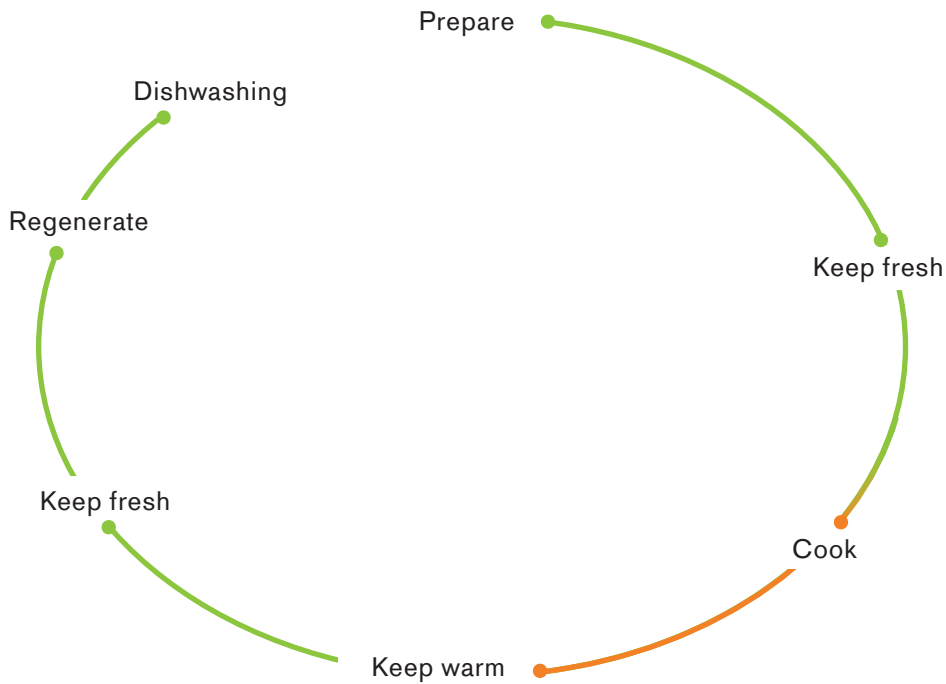 Prepare
Keep fresh
Cook
Keep warm
Keep fresh
Regenerate
Dishwashing